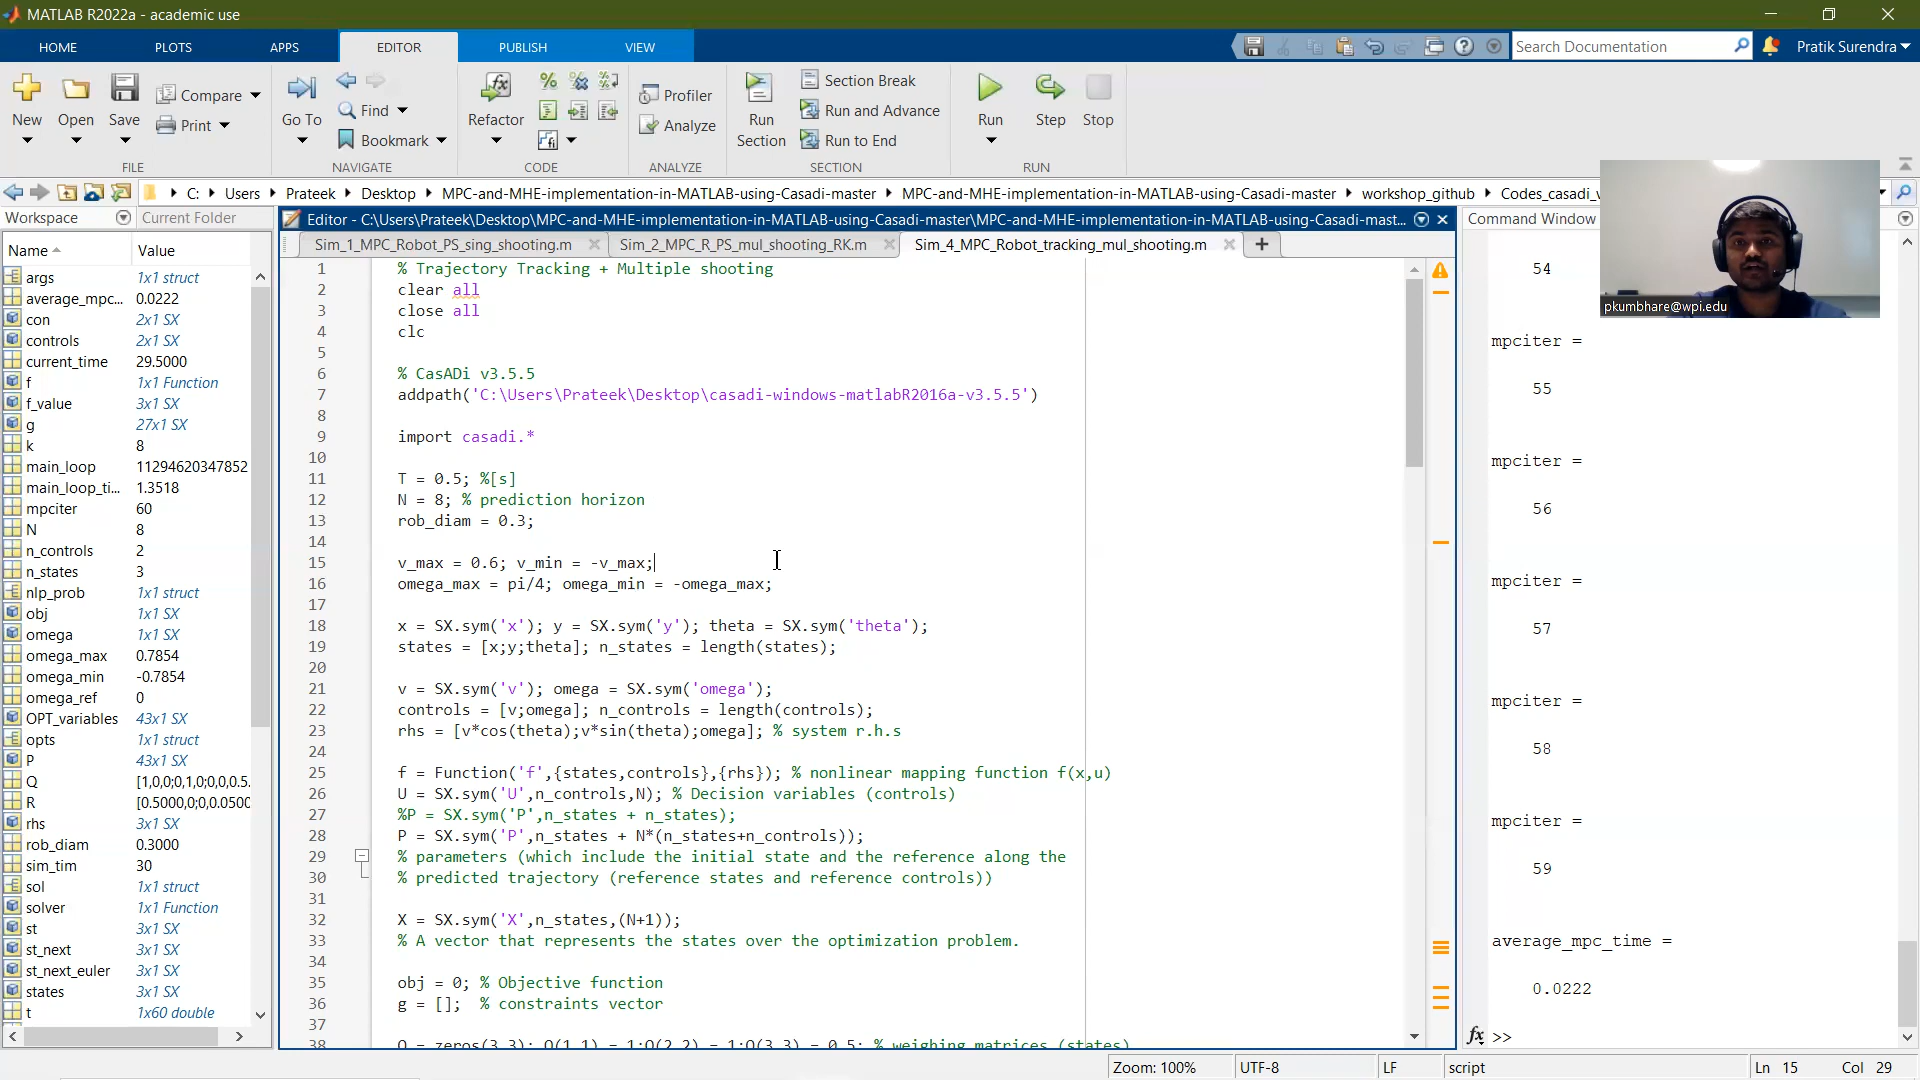 MATLAB R2022a - academic use
HOME PLOTS APPS EDITOR PUBLISH VIEW
Search Documentation
Pratik Surendra
New Open Save Compare Print
FILE
Go To Find Bookmark
NAVIGATE
Refactor
CODE
Profiler
Analyze
ANALYZE
Run Section
Section Break
Run and Advance
Run to End
SECTION
Run Step Stop
RUN
C: Users Prateek Desktop MPC-and-MHE-implementation-in-MATLAB-using-Casadi-master MPC-and-MHE-implementation-in-MATLAB-using-Casadi-master workshop_github Codes_casadi_
Workspace Current Folder
Name Value
args 1x1 struct
average_mpc... 0.0222
con 2x1 SX
controls 2x1 SX
current_time 29.5000
f 1x1 Function
f_value 3x1 SX
g 27x1 SX
k 8
main_loop 11294620347852
main_loop_ti... 1.3518
mpciter 60
N 8
n_controls 2
n_states 3
nlp_prob 1x1 struct
obj 1x1 SX
omega 1x1 SX
omega_max 0.7854
omega_min -0.7854
omega_ref 0
OPT_variables 43x1 SX
opts 1x1 struct
P 43x1 SX
Q [1,0,0;0,1,0;0,0,0.5.
R [0.5000,0;0,0.0500
rhs 3x1 SX
rob_diam 0.3000
sim_tim 30
sol 1x1 struct
solver 1x1 Function
st 3x1 SX
st_next 3x1 SX
st_next_euler 3x1 SX
states 3x1 SX
t 1x60 double
Editor - C:\Users\Prateek\Desktop\MPC-and-MHE-implementation-in-MATLAB-using-Casadi-master\MPC-and-MHE-implementation-in-MATLAB-using-Casadi-mast...
Sim_1_MPC_Robot_PS_sing_shooting.m Sim_2_MPC_R_PS_mul_shooting_RK.m Sim_4_MPC_Robot_tracking_mul_shooting.m
1 % Trajectory Tracking + Multiple shooting
2 clear all
3 close all
4 clc
5
6 % CasADi v3.5.5
7 addpath('C:\Users\Prateek\Desktop\casadi-windows-matlabR2016a-v3.5.5')
8
9 import casadi.*
10
11 T = 0.5; %[s]
12 N = 8; % prediction horizon
13 rob_diam = 0.3;
14
15 v_max = 0.6; v_min = -v_max;
16 omega_max = pi/4; omega_min = -omega_max;
17
18 x = SX.sym('x'); y = SX.sym('y'); theta = SX.sym('theta');
19 states = [x;y;theta]; n_states = length(states);
20
21 v = SX.sym('v'); omega = SX.sym('omega');
22 controls = [v;omega]; n_controls = length(controls);
23 rhs = [v*cos(theta);v*sin(theta);omega]; % system r.h.s
24
25 f = Function('f',{states,controls},{rhs}); % nonlinear mapping function f(x,u)
26 U = SX.sym('U',n_controls,N); % Decision variables (controls)
27 %P = SX.sym('P',n_states + n_states);
28 P = SX.sym('P',n_states + N*(n_states+n_controls));
29 % parameters (which include the initial state and the reference along the
30 % predicted trajectory (reference states and reference controls))
31
32 X = SX.sym('X',n_states,(N+1));
33 % A vector that represents the states over the optimization problem.
34
35 obj = 0; % Objective function
36 g = []; % constraints vector
37
38 Q = zeros(3,3); Q(1,1) = 1;Q(2,2) = 1;Q(3,3) = 0.5; % weighing matrices (states)
Command Window
54
mpciter =
55
mpciter =
56
mpciter =
57
mpciter =
58
mpciter =
59
average_mpc_time =
0.0222
fx >>
pkumbhare@wpi.edu
Zoom: 100% UTF-8 LF script Ln 15 Col 29